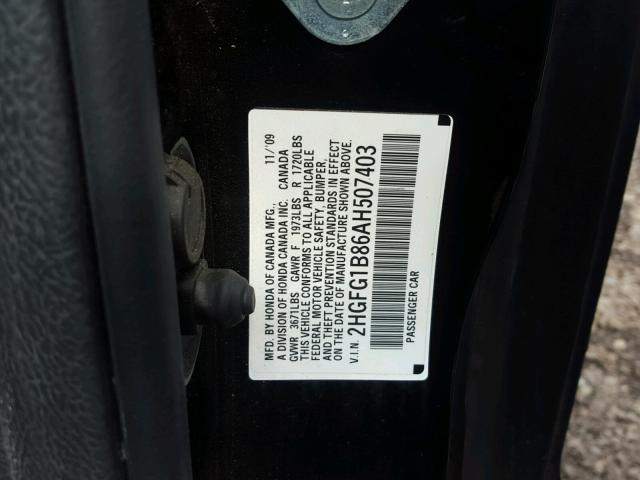 MFD. BY HONDA OF CANADA MFG., 11/'09
A DIVISION OF HONDA CANADA INC. CANADA
GVWR 3671LBS GAWR F 1973LBS R 1720LBS
THIS VEHICLE CONFORMS TO ALL APPLICABLE
FEDERAL MOTOR VEHICLE SAFETY, BUMPER,
AND THEFT PREVENTION STANDARDS IN EFFECT
ON THE DATE OF MANUFACTURE SHOWN ABOVE.
V.I.N. 2HGFG1B86AH507403
PASSENGER CAR